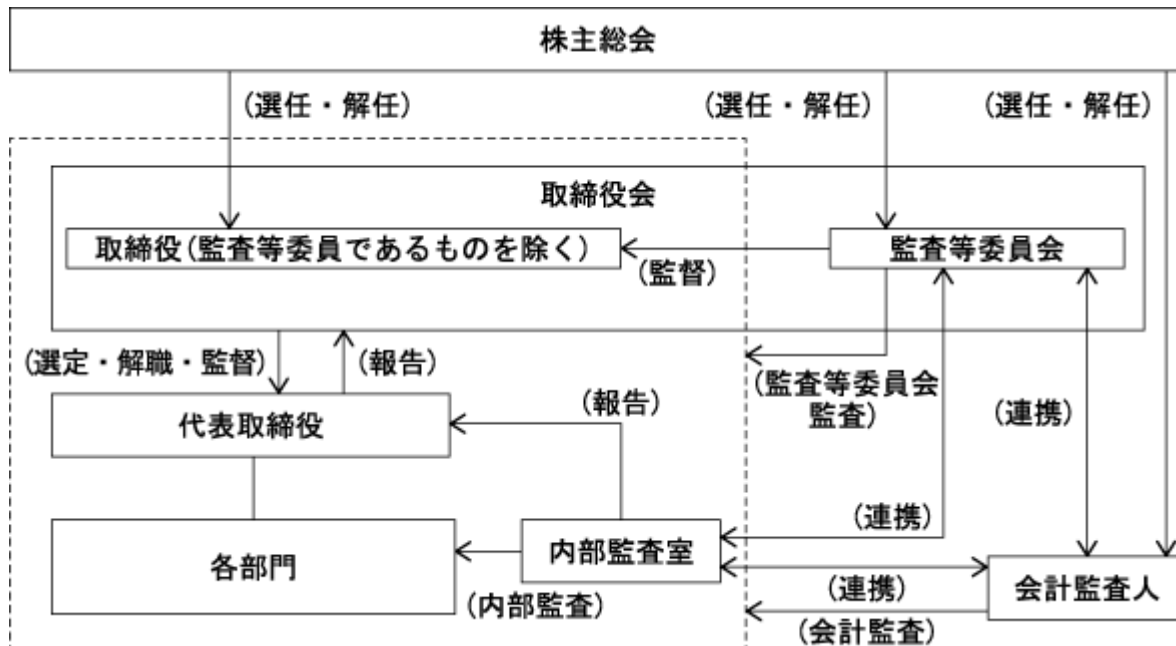 株主総会
(選任・解任)
(選任・解任)
(選任・解任)
取締役会
取締役(監査等委員であるものを除く)
(監督)
監査等委員会
(選定・解職・監督)
(報告)
(監査等委員会
監査)
代表取締役
(報告)
(連携)
(連携)
各部門
内部監査室
(内部監査)
(連携)
(会計監査)
会計監査人